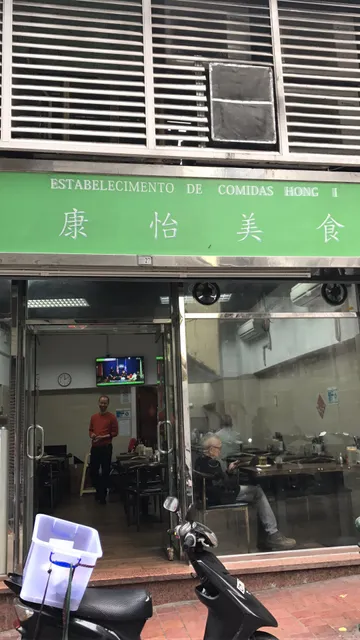 ESTABELECIMENTO DE COMIDAS HONG I
康怡美食